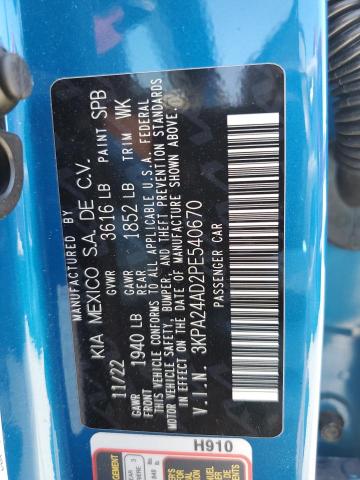 MANUFACTURED BY
KIA MEXICO S.A. DE C.V.
11/22 GVWR 3616 LB PAINT SPB
GAWR FRONT 1940 LB GAWR REAR 1852 LB TRIM WK
THIS VEHICLE CONFORMS TO ALL APPLICABLE U.S.A. FEDERAL
MOTOR VEHICLE SAFETY, BUMPER, AND THEFT PREVENTION
STANDARDS IN EFFECT ON THE DATE OF MANUFACTURE SHOWN ABOVE.
V.I.N. 3KPA24AD2PE540670
PASSENGER CAR
H910